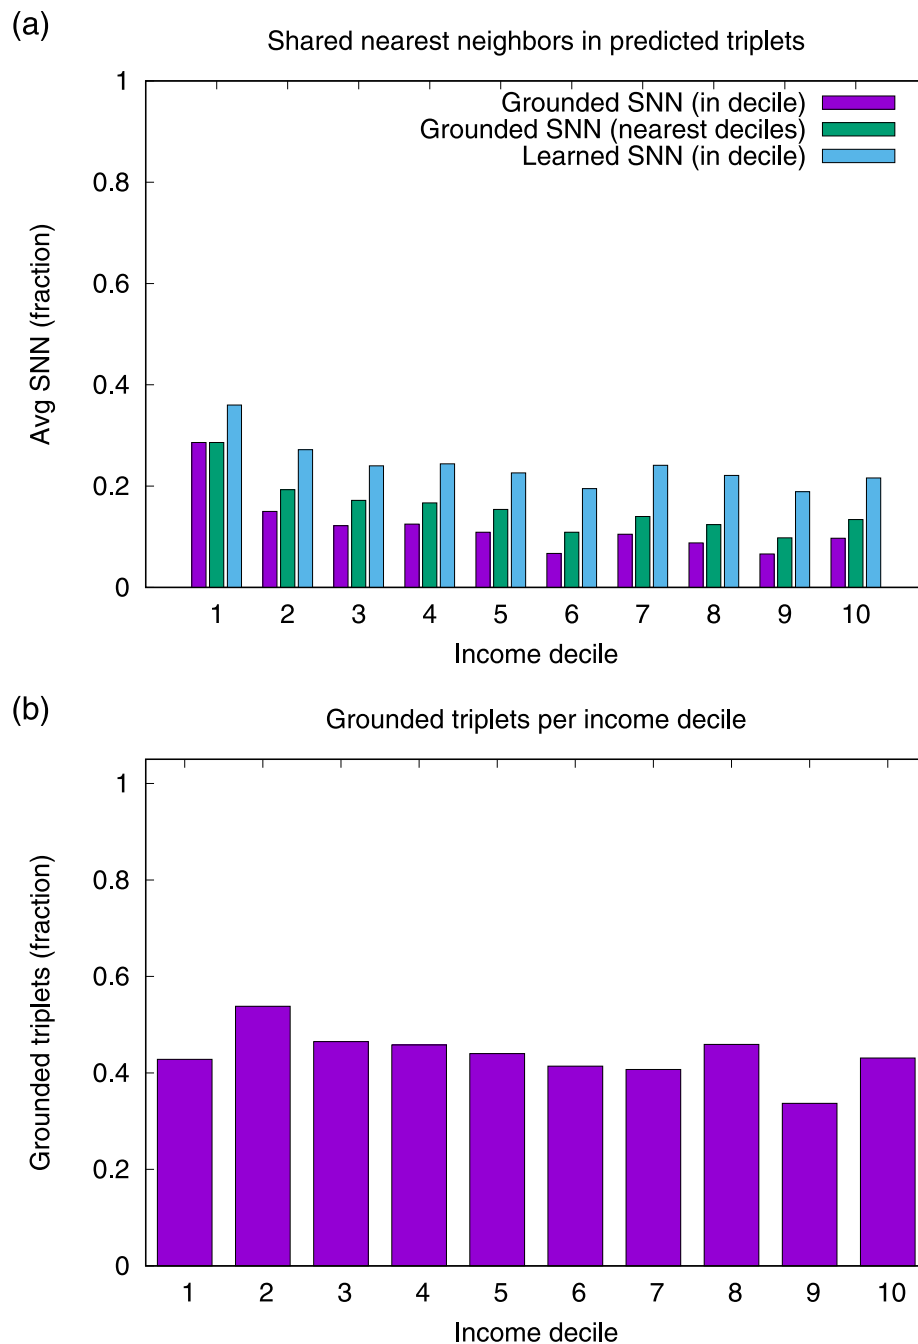 (a)
Shared nearest neighbors in predicted triplets
1
0.8
0.6
0.4
0.2
0
Avg SNN (fraction)
Grounded SNN (in decile)
Grounded SNN (nearest deciles)
Learned SNN (in decile)
1 2 3 4 5 6 7 8 9 10
Income decile
(b)
Grounded triplets per income decile
1
0.8
0.6
0.4
0.2
0
Grounded triplets (fraction)
1 2 3 4 5 6 7 8 9 10
Income decile